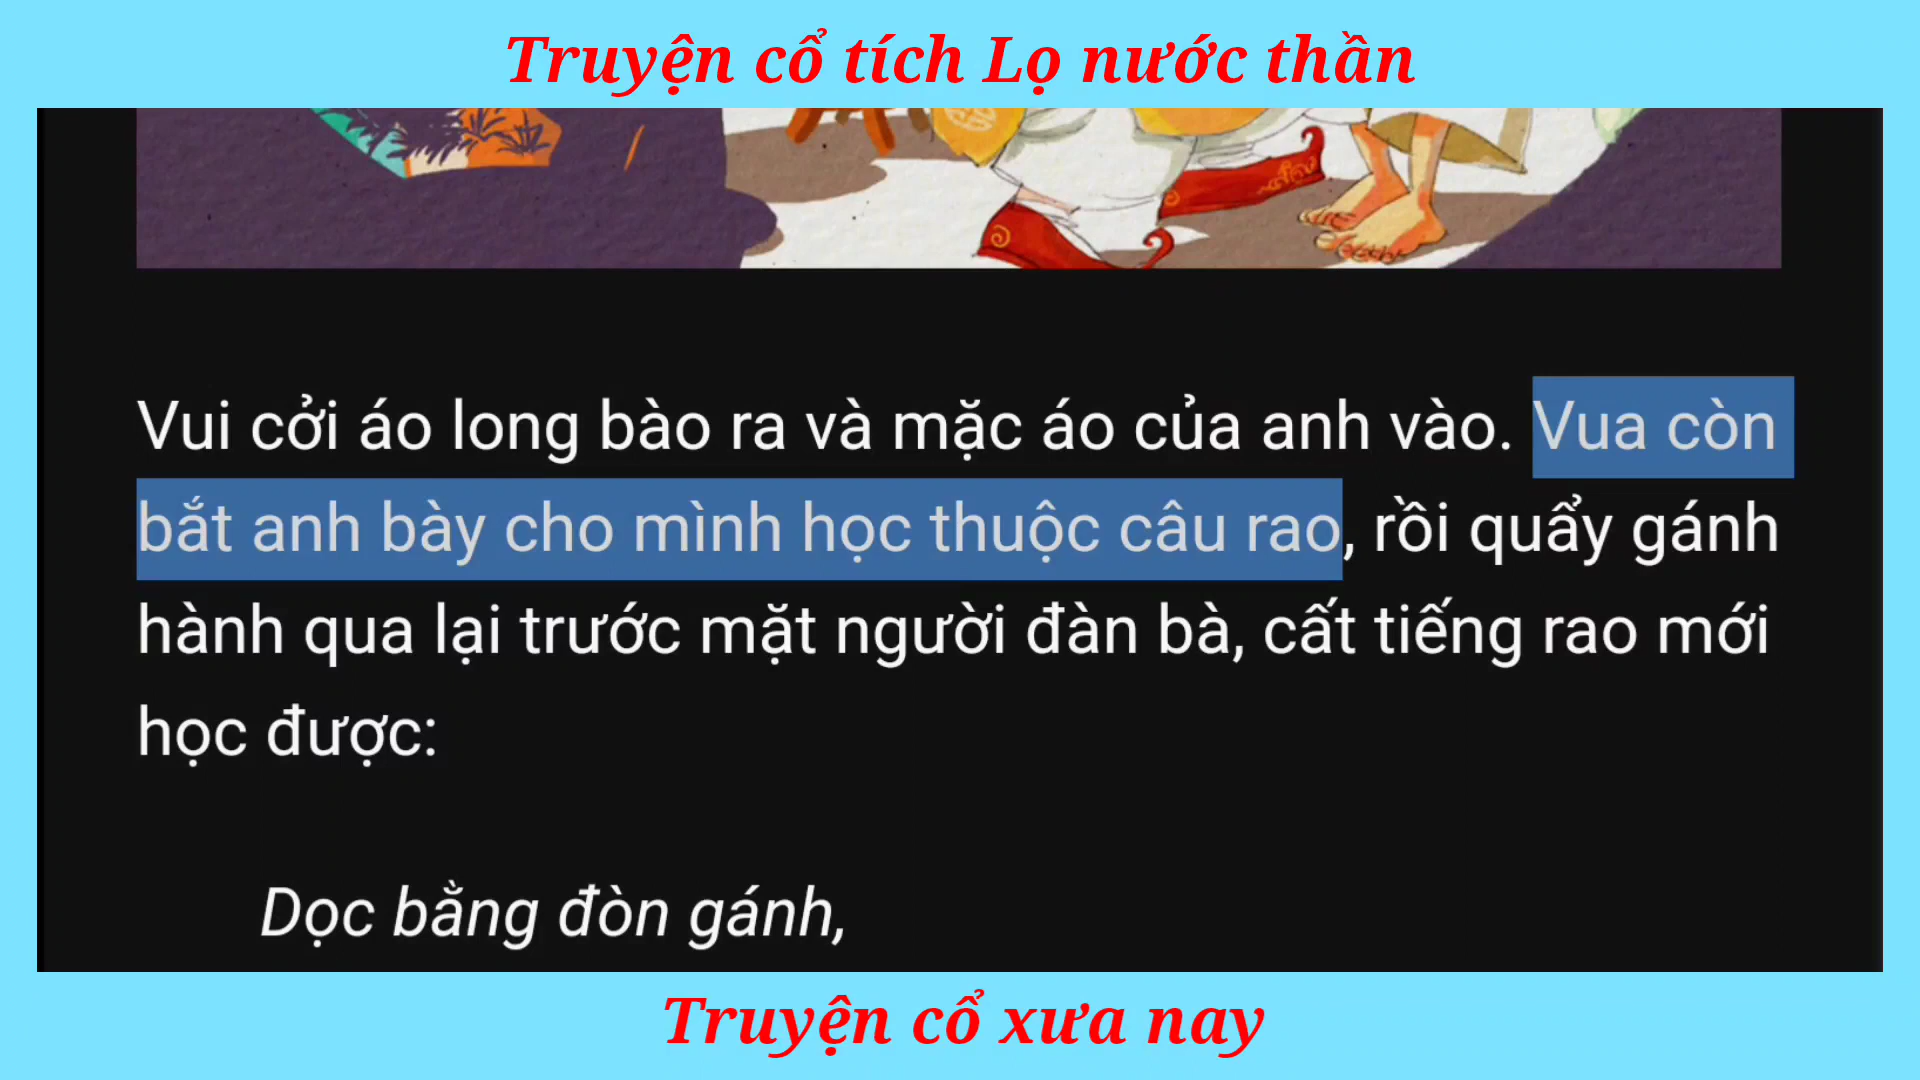 Truyện cổ tích Lọ nước thần
Vui cởi áo long bào ra và mặc áo của anh vào. Vua còn
bắt anh bày cho mình học thuộc câu rao, rồi quẩy gánh
hành qua lại trước mặt người đàn bà, cất tiếng rao mới
học được:
Dọc bằng đòn gánh,
Truyện cổ xưa nay